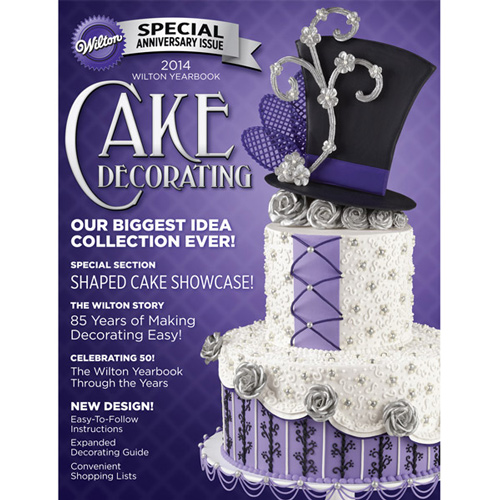 Wilton
SPECIAL
ANNIVERSARY ISSUE
2014
WILTON YEARBOOK
CAKE
DECORATING
OUR BIGGEST IDEA
COLLECTION EVER!
SPECIAL SECTION
SHAPED CAKE SHOWCASE!
THE WILTON STORY
85 Years of Making
Decorating Easy!
CELEBRATING 50!
The Wilton Yearbook
Through the Years
NEW DESIGN!
Easy-To-Follow
Instructions
Expanded
Decorating Guide
Convenient
Shopping Lists